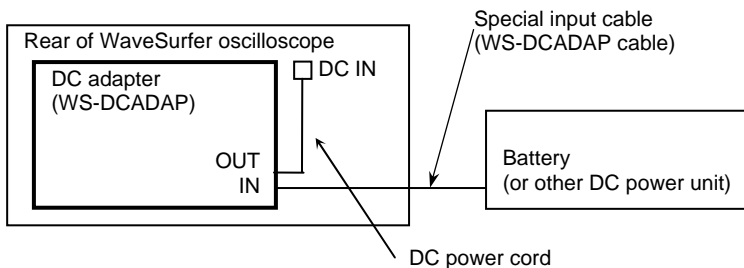 Special input cable
(WS-DCADAP cable)
Rear of WaveSurfer oscilloscope
DC IN
DC adapter
(WS-DCADAP)
OUT
IN
Battery
(or other DC power unit)
DC power cord